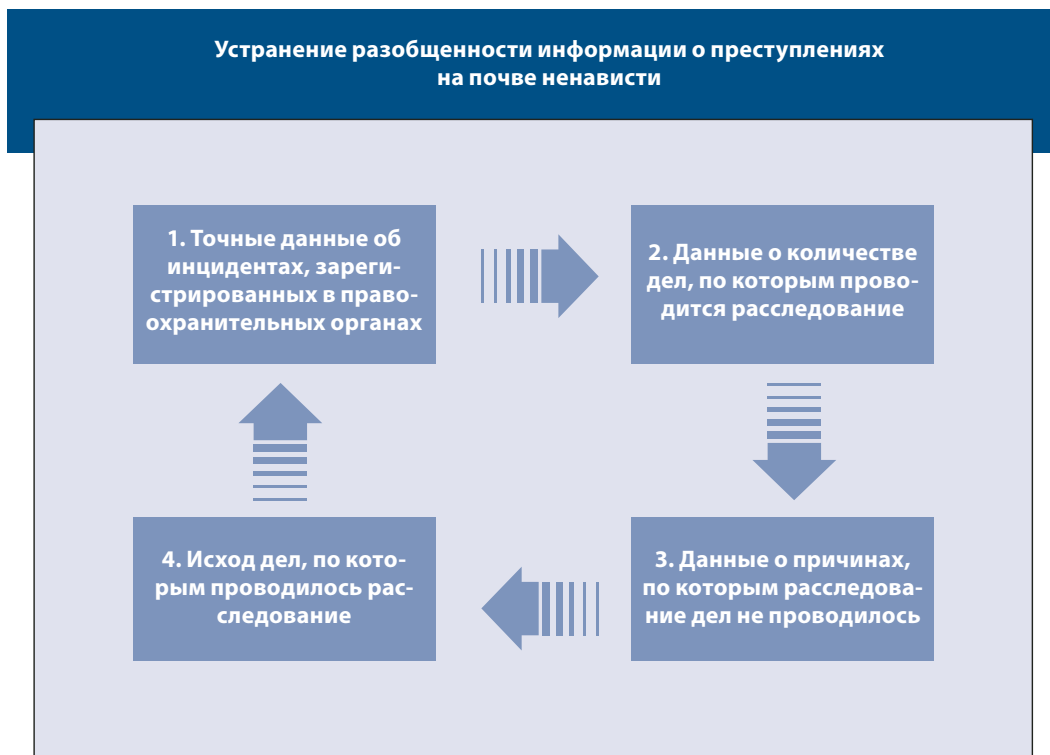 Устранение разобщенности информации о преступлениях
на почве ненависти
1. Точные данные об
инцидентах, зареги-
стрированных в право-
охранительных органах
2. Данные о количестве
дел, по которым прово-
дится расследование
3. Данные о причинах,
по которым расследова-
ние дел не проводилось
4. Исход дел, по кото-
рым проводилось рас-
следование